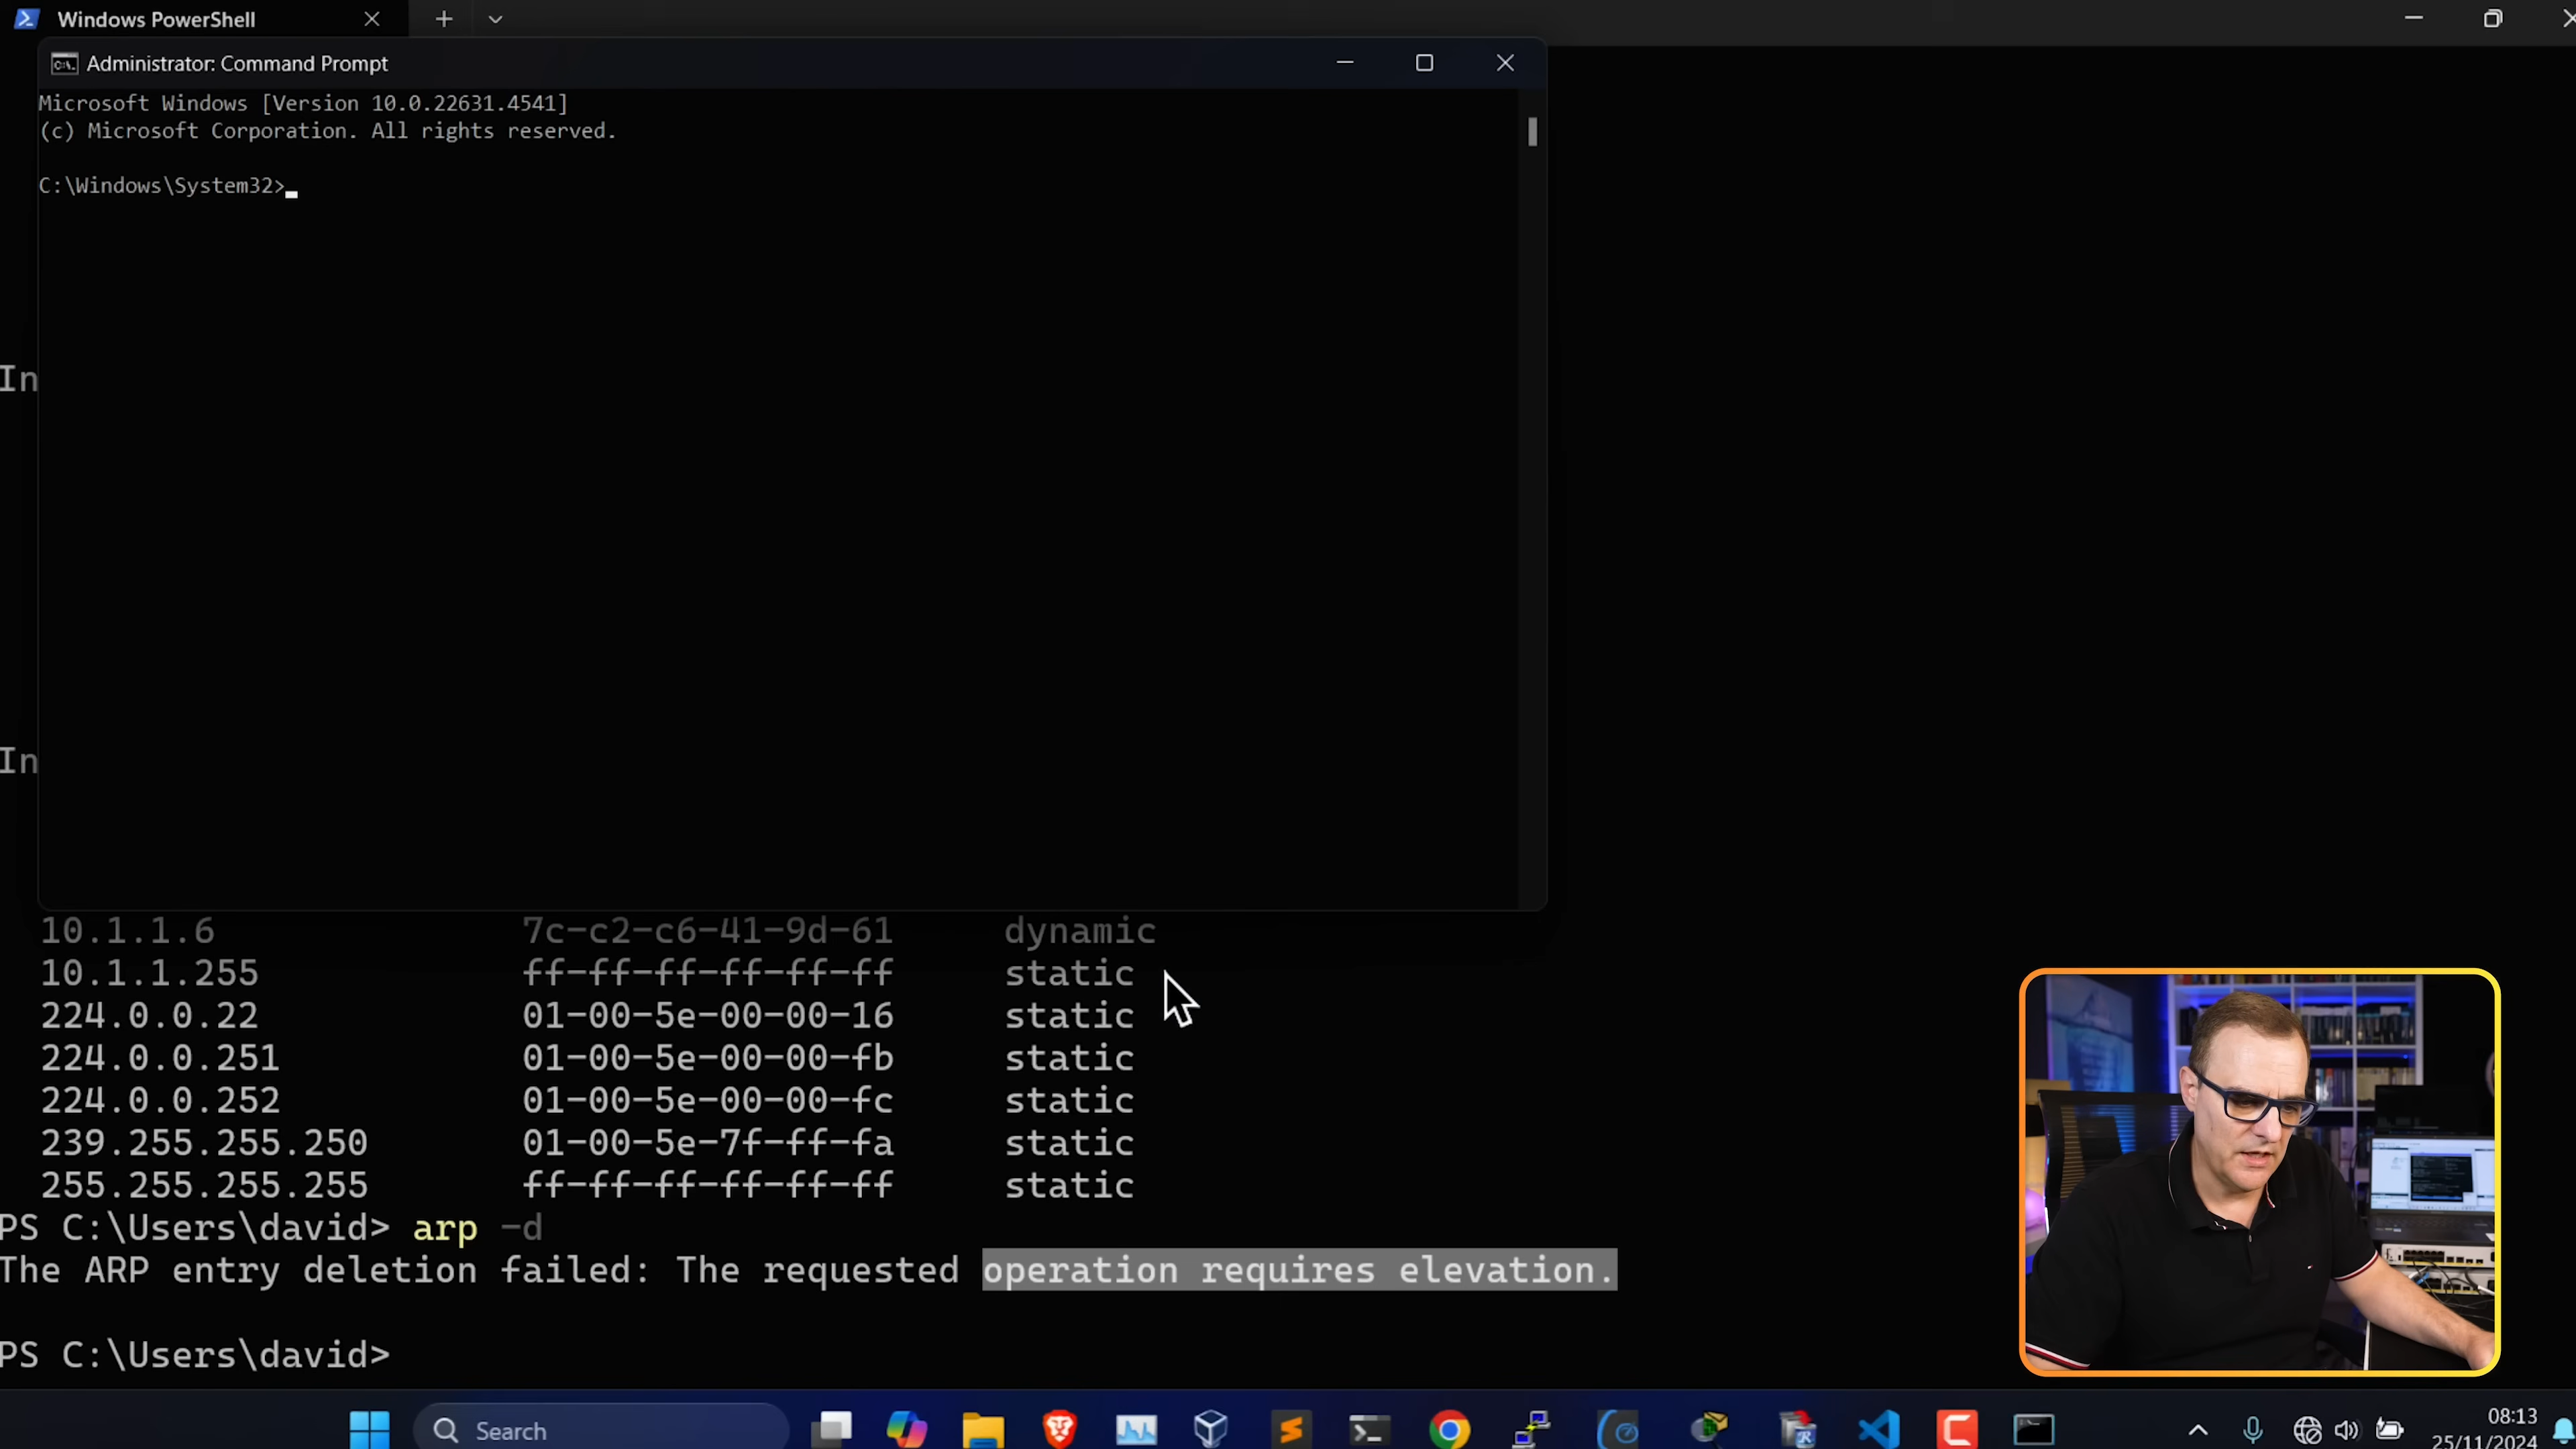 Windows PowerShell
Administrator: Command Prompt
Microsoft Windows [Version 10.0.22631.4541]
(c) Microsoft Corporation. All rights reserved.
C:\Windows\System32>
In
In
10.1.1.6 7c-c2-c6-41-9d-61 dynamic
10.1.1.255 ff-ff-ff-ff-ff-ff static
224.0.0.22 01-00-5e-00-00-16 static
224.0.0.251 01-00-5e-00-00-fb static
224.0.0.252 01-00-5e-00-00-fc static
239.255.255.250 01-00-5e-7f-ff-fa static
255.255.255.255 ff-ff-ff-ff-ff-ff static
PS C:\Users\david> arp -d
The ARP entry deletion failed: The requested operation requires elevation.
PS C:\Users\david>
Search
08:13
25/11/2024